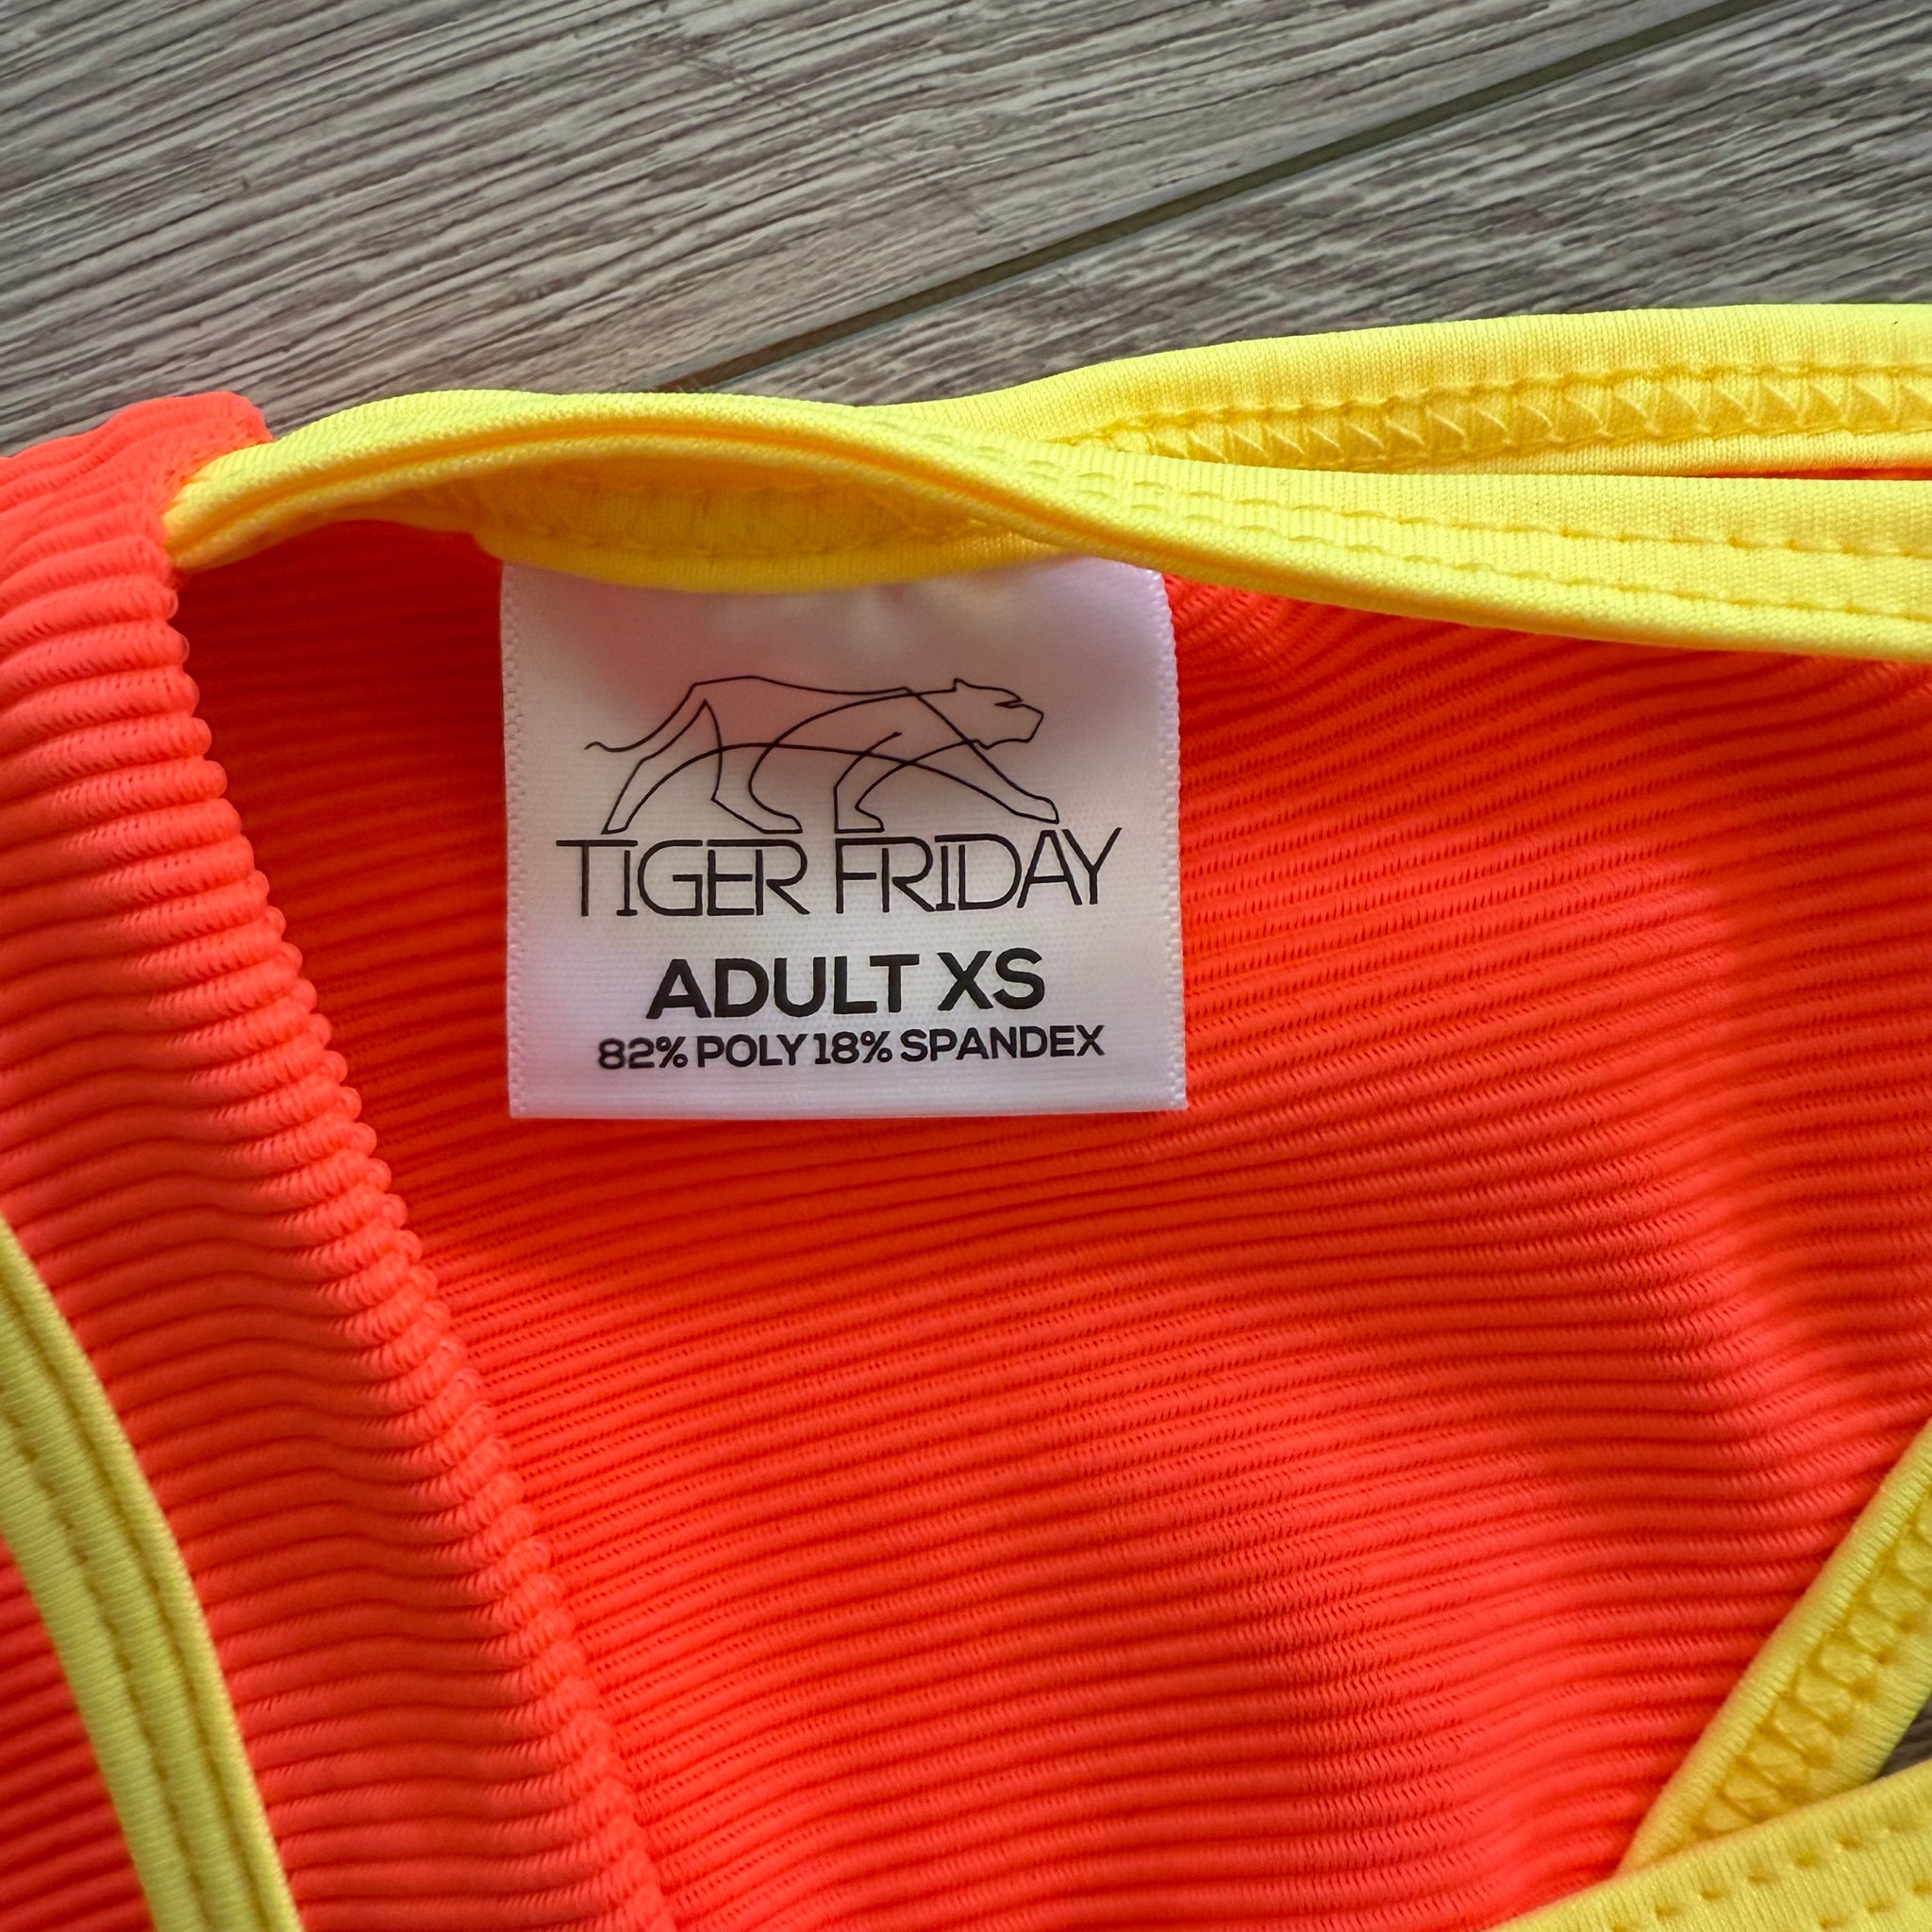 TIGER FRIDAY
ADULT XS
82% POLY 18% SPANDEX